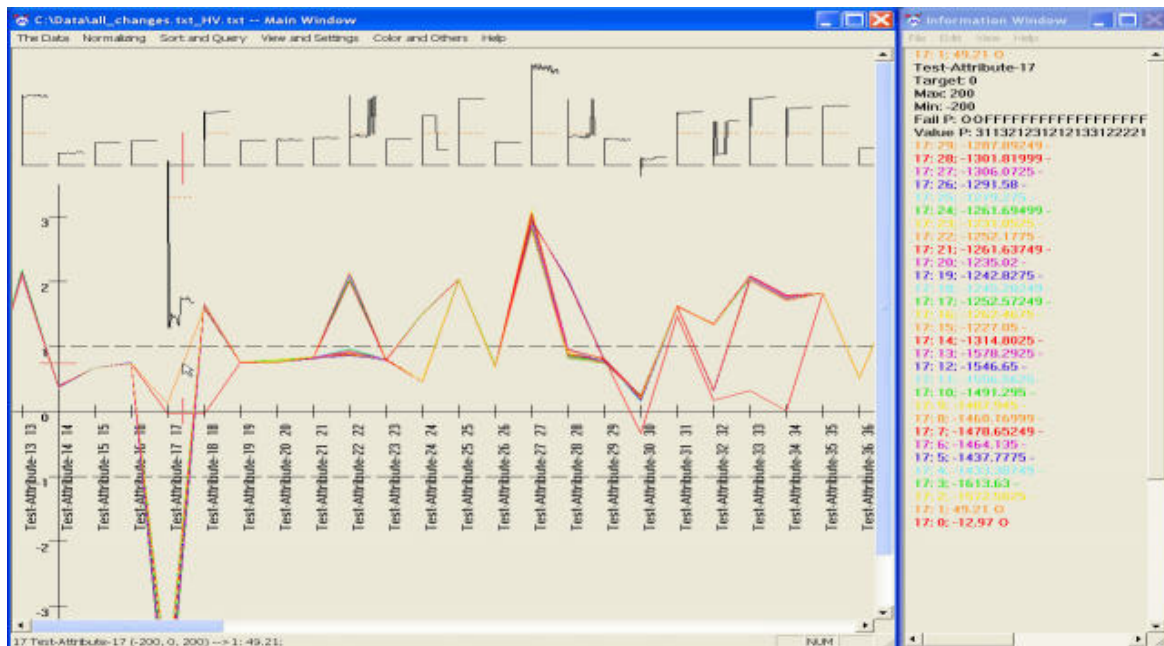 C:\Data\all_changes.txt_HV.txt -- Main Window
The Data Normalizing Sort and Query View and Settings Color and Others Help
3
2
1
0
-1
-2
-3
Test-Attribute-13 13
Test-Attribute-14 14
Test-Attribute-15 15
Test-Attribute-16 16
Test-Attribute-17 17
Test-Attribute-18 18
Test-Attribute-19 19
Test-Attribute-20 20
Test-Attribute-21 21
Test-Attribute-22 22
Test-Attribute-23 23
Test-Attribute-24 24
Test-Attribute-25 25
Test-Attribute-26 26
Test-Attribute-27 27
Test-Attribute-28 28
Test-Attribute-29 29
Test-Attribute-30 30
Test-Attribute-31 31
Test-Attribute-32 32
Test-Attribute-33 33
Test-Attribute-34 34
Test-Attribute-35 35
Test-Attribute-36 36
17 Test-Attribute-17 (-200, 0, 200) --> 1: 49.21;
NUM
Information Window
File Edit View Help
17: 1; 49.21 O
Test-Attribute-17
Target: 0
Max: 200
Min: -200
Fail P: OOFFFFFFFFFFFFFFFFFF
Value P: 3113212312121331222221
17: 29; -1287.89249 -
17: 28; -1301.81999 -
17: 27; -1306.0725 -
17: 26; -1291.58 -
17: 24; -1261.69499 -
17: 22; -1252.1775 -
17: 21; -1261.63749 -
17: 20; -1235.02 -
17: 19; -1242.8275 -
17: 17; -1252.57249 -
17: 15; -1227.05 -
17: 14; -1314.8025 -
17: 13; -1578.2925 -
17: 12; -1546.65 -
17: 10; -1491.295 -
17: 8; -1460.16999 -
17: 7; -1478.65249 -
17: 6; -1464.135 -
17: 5; -1437.7775 -
17: 4; -1433.38749 -
17: 3; -1613.63 -
17: 1; 49.21 O
17: 0; -12.97 O